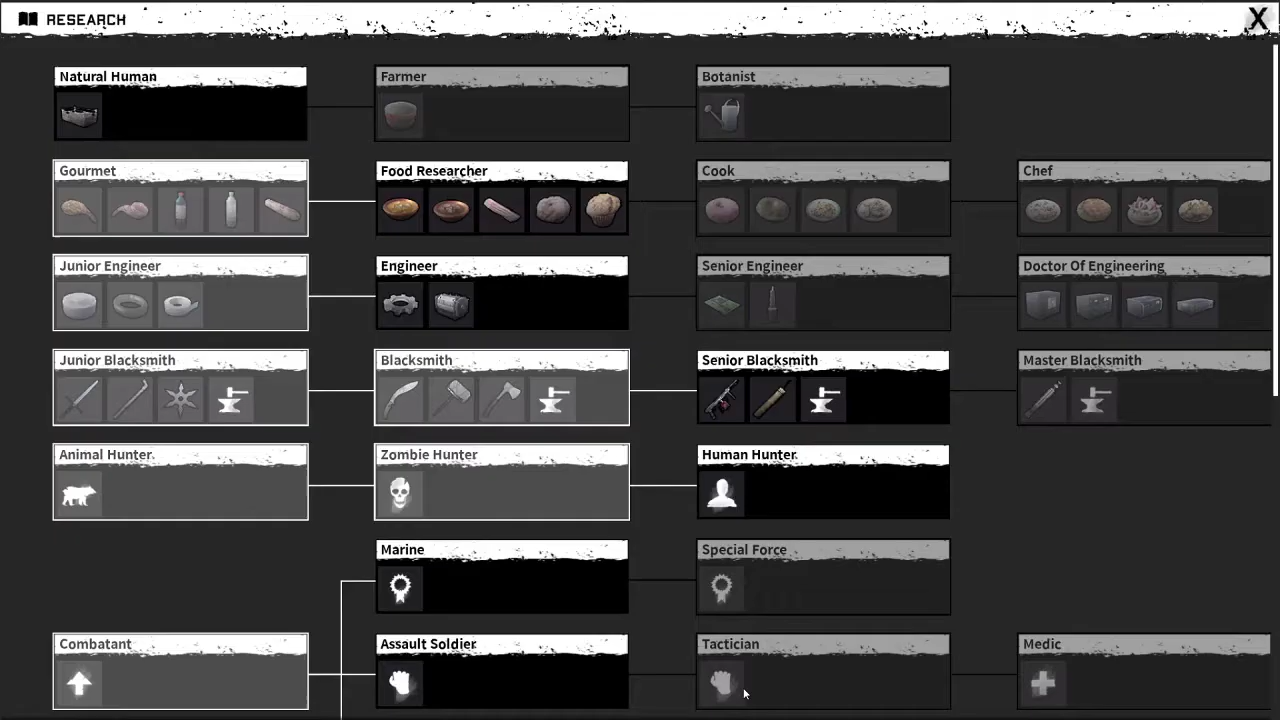 RESEARCH
X
Natural Human
Farmer
Botanist
Gourmet
Food Researcher
Cook
Chef
Junior Engineer
Engineer
Senior Engineer
Doctor Of Engineering
Junior Blacksmith
Blacksmith
Senior Blacksmith
Master Blacksmith
Animal Hunter
Zombie Hunter
Human Hunter
Marine
Special Force
Combatant
Assault Soldier
Tactician
Medic